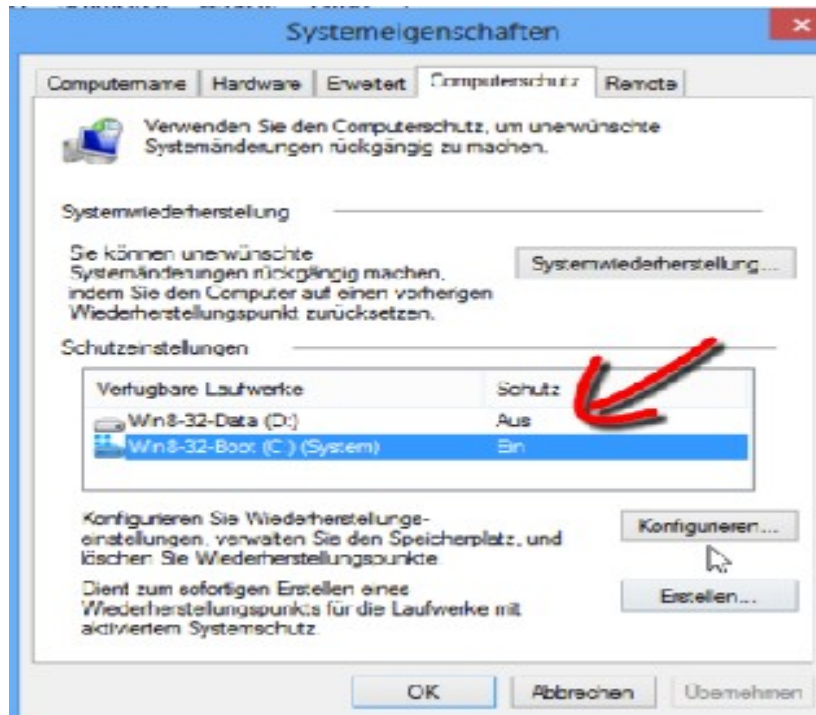 Systemeigenschaften
Computername Hardware Erweitert Computerschutz Remote
Verwenden Sie den Computerschutz, um unerwünschte
Systemänderungen rückgängig zu machen.
Systemwiederherstellung
Sie können unerwünschte
Systemänderungen rückgängig machen,
indem Sie den Computer auf einen vorherigen
Wiederherstellungspunkt zurücksetzen.
Systemwiederherstellung...
Schutzeinstellungen
Verfügbare Laufwerke Schutz
Win8-32-Data (D:) Aus
Win8-32-Boot (C:) (System) Ein
Konfigurieren Sie Wiederherstellungs-
einstellungen, verwalten Sie den Speicherplatz, und
löschen Sie Wiederherstellungspunkte
Konfigurieren...
Dient zum sofortigen Erstellen eines
Wiederherstellungspunkts für die Laufwerke mit
aktiviertem Systemschutz.
Erstellen...
OK Abbrechen Übernehmen